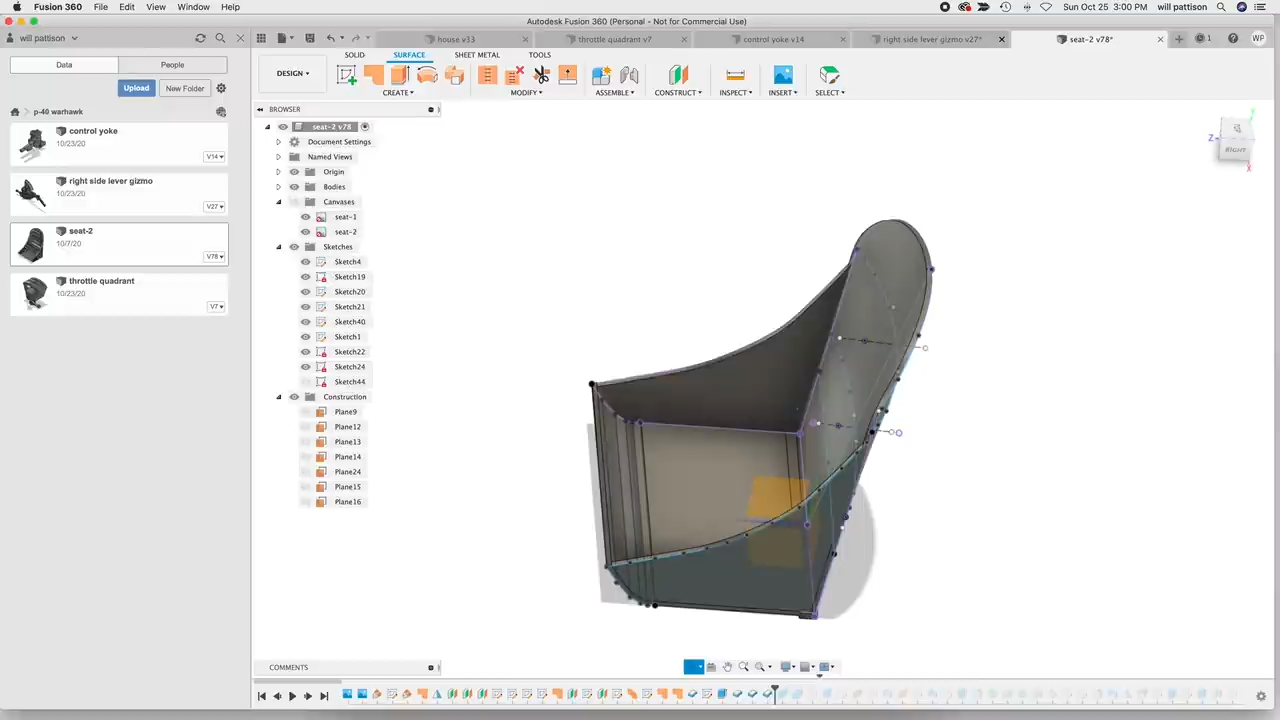 Fusion 360 File Edit View Window Help Sun Oct 25 3:00 PM will pattison
Autodesk Fusion 360 (Personal - Not for Commercial Use)
will pattison
house v33 throttle quadrant v7 control yoke v14 right side lever gizmo v27* seat-2 v78* 1 WP
Data People
Upload New Folder
p-40 warhawk
control yoke
10/23/20
V14
right side lever gizmo
10/23/20
V27
seat-2
10/7/20
V78
throttle quadrant
10/23/20
V7
DESIGN
SOLID SURFACE SHEET METAL TOOLS
CREATE MODIFY ASSEMBLE CONSTRUCT INSPECT INSERT SELECT
BROWSER
seat-2 v78
Document Settings
Named Views
Origin
Bodies
Canvases
seat-1
seat-2
Sketches
Sketch4
Sketch19
Sketch20
Sketch21
Sketch40
Sketch1
Sketch22
Sketch24
Sketch44
Construction
Plane9
Plane12
Plane13
Plane14
Plane24
Plane15
Plane16
Z
RIGHT
X
COMMENTS